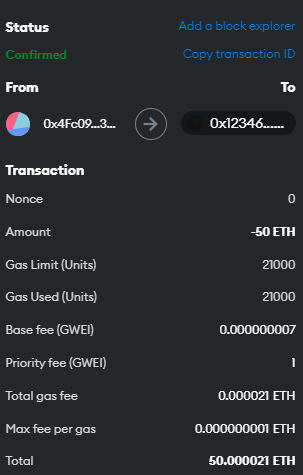 Status Add a block explorer
Confirmed Copy transaction ID
From To
0x4Fc09...3... 0x12346......
Transaction
Nonce 0
Amount -50 ETH
Gas Limit (Units) 21000
Gas Used (Units) 21000
Base fee (GWEI) 0.000000007
Priority fee (GWEI) 1
Total gas fee 0.000021 ETH
Max fee per gas 0.000000001 ETH
Total 50.000021 ETH